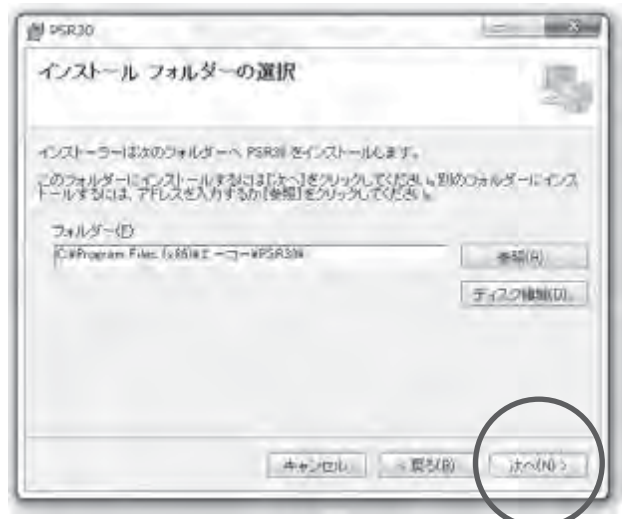 PSR30
インストール フォルダーの選択
インストーラーは次のフォルダーへ PSR30 をインストールします。
このフォルダーにインストールするには[次へ]をクリックしてください。別のフォルダーにインス
トールするには、アドレスを入力するか[参照]をクリックしてください。
フォルダー(F)
C:¥Program Files (x86)¥エーコー¥PSR30¥
参照(R)
ディスク領域(D)
キャンセル
< 戻る(B)
次へ(N) >